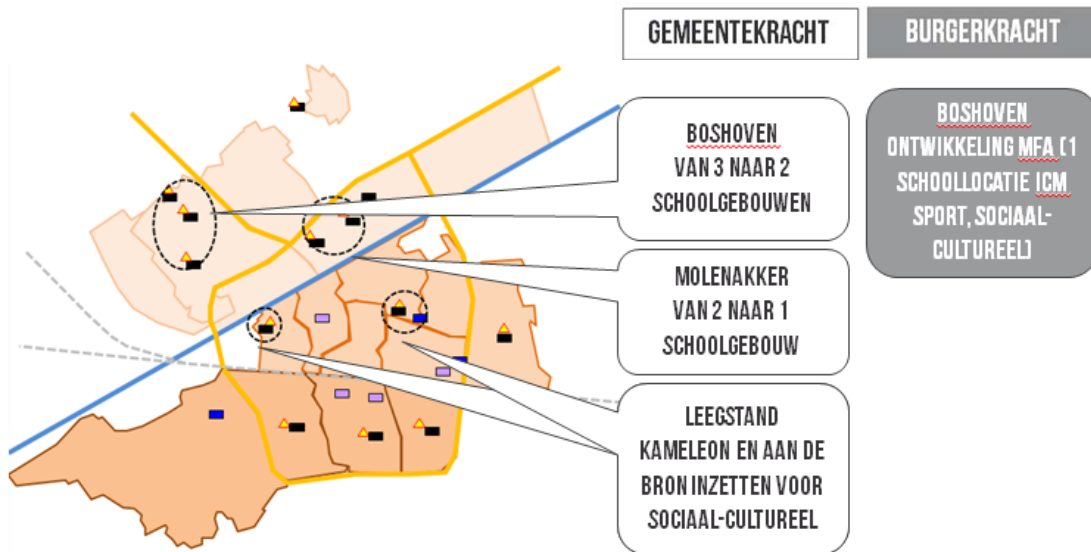 GEMEENTEKRACHT
BOSHOVEN
VAN 3 NAAR 2
SCHOOLGEBOUWEN
MOLENAKKER
VAN 2 NAAR 1
SCHOOLGEBOUW
LEEGSTAND
KAMELEON EN AAN DE
BRON INZETTEN VOOR
SOCIAAL-CULTUREEL
BURGERKRACHT
BOSHOVEN
ONTWIKKELING MFA (1
SCHOOLLOCATIE ICM
SPORT, SOCIAAL-
CULTUREEL)